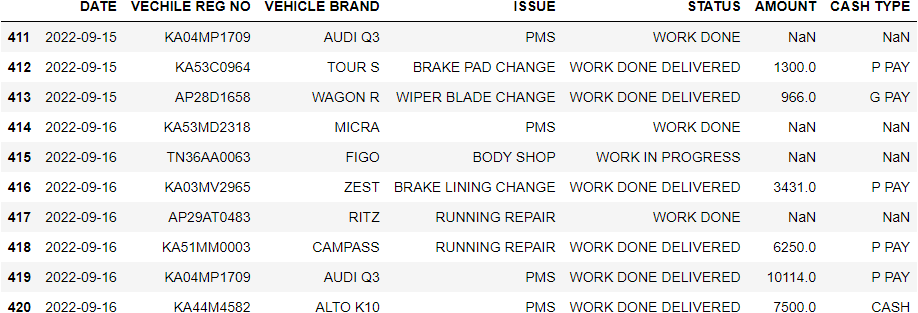 DATE VECHILE REG NO VEHICLE BRAND ISSUE STATUS AMOUNT CASH TYPE
411 2022-09-15 KA04MP1709 AUDI Q3 PMS WORK DONE NaN NaN
412 2022-09-15 KA53C0964 TOUR S BRAKE PAD CHANGE WORK DONE DELIVERED 1300.0 P PAY
413 2022-09-15 AP28D1658 WAGON R WIPER BLADE CHANGE WORK DONE DELIVERED 966.0 G PAY
414 2022-09-16 KA53MD2318 MICRA PMS WORK DONE NaN NaN
415 2022-09-16 TN36AA0063 FIGO BODY SHOP WORK IN PROGRESS NaN NaN
416 2022-09-16 KA03MV2965 ZEST BRAKE LINING CHANGE WORK DONE DELIVERED 3431.0 P PAY
417 2022-09-16 AP29AT0483 RITZ RUNNING REPAIR WORK DONE NaN NaN
418 2022-09-16 KA51MM0003 CAMPASS RUNNING REPAIR WORK DONE DELIVERED 6250.0 P PAY
419 2022-09-16 KA04MP1709 AUDI Q3 PMS WORK DONE DELIVERED 10114.0 P PAY
420 2022-09-16 KA44M4582 ALTO K10 PMS WORK DONE DELIVERED 7500.0 CASH